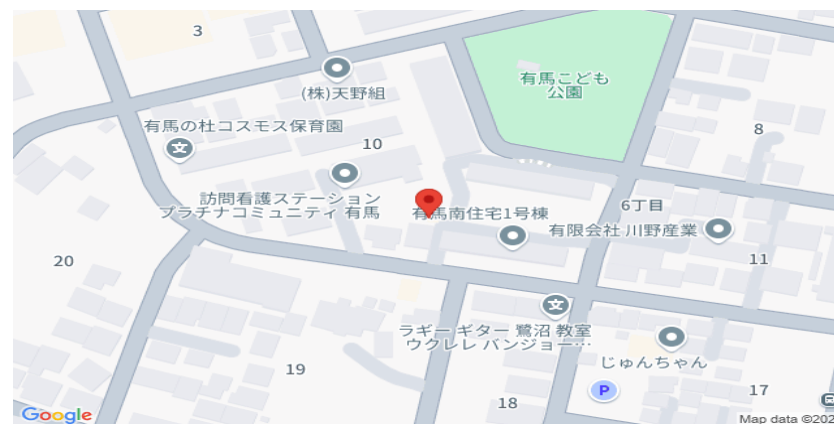 3
(株)天野組
有馬こども
公園
有馬の杜コスモス保育園
10
8
訪問看護ステーション
プラチナコミュニティ 有馬
有馬南住宅1号棟
6丁目
有限会社 川野産業
20
11
ラギー ギター 鷺沼 教室
ウクレレ バンジョー…
じゅんちゃん
19
18
P
17
Google
Map data ©202